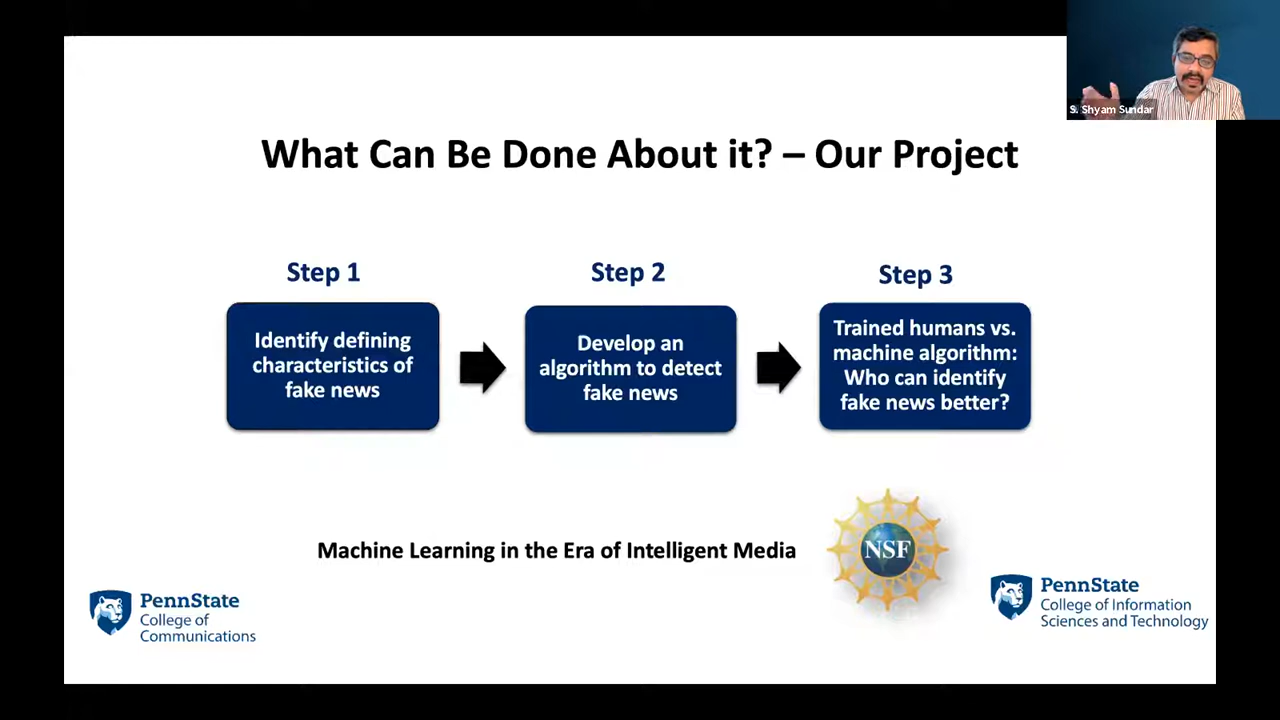 S. Shyam Sundar
What Can Be Done About it? – Our Project
Step 1
Identify defining
characteristics of
fake news
Step 2
Develop an
algorithm to detect
fake news
Step 3
Trained humans vs.
machine algorithm:
Who can identify
fake news better?
Machine Learning in the Era of Intelligent Media
NSF
PennState
College of
Communications
PennState
College of Information
Sciences and Technology